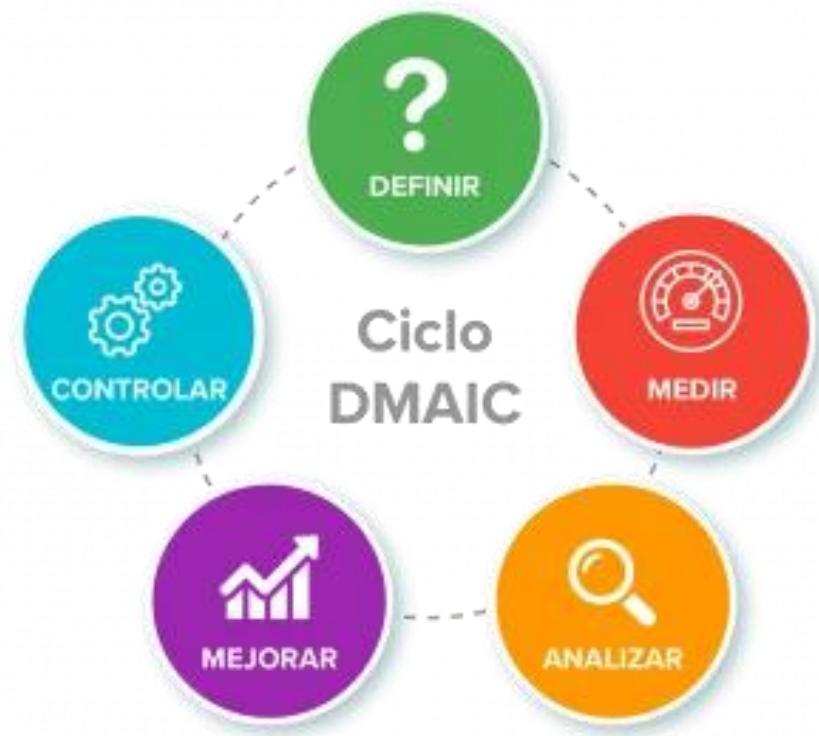 DEFINIR
MEDIR
ANALIZAR
MEJORAR
CONTROLAR
Ciclo
DMAIC